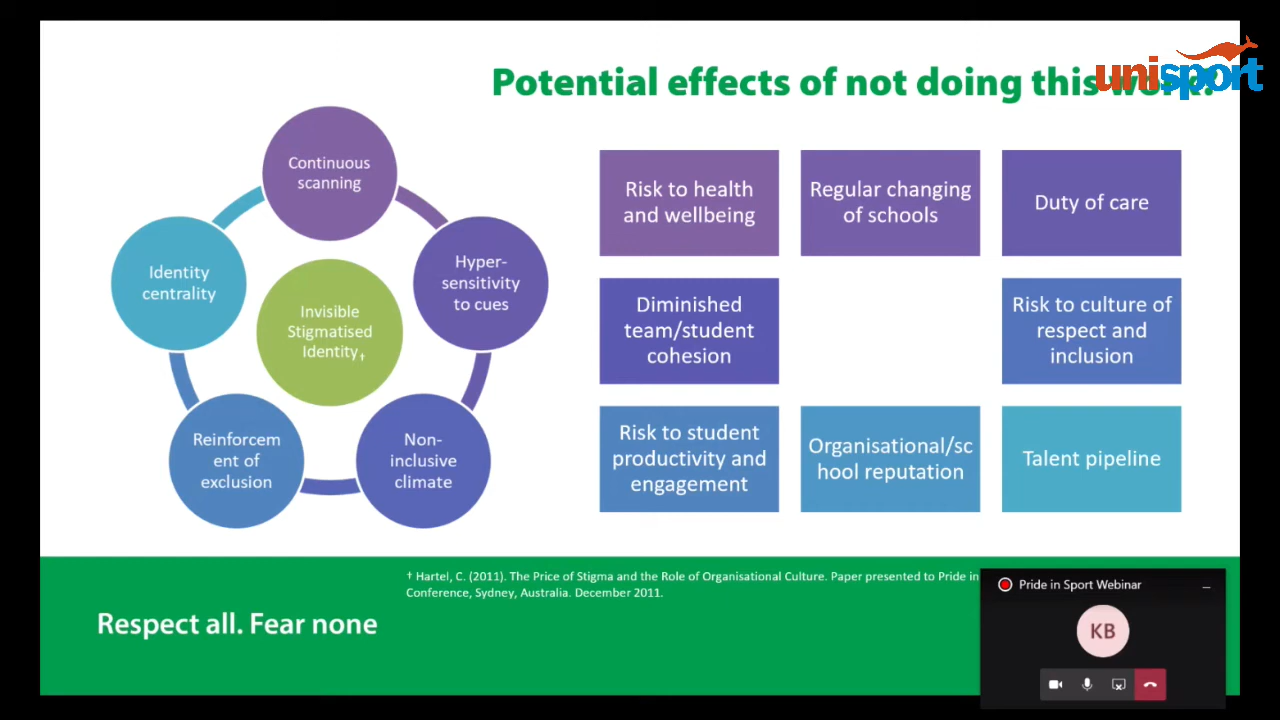 Potential effects of not doing this work?
unisport
Continuous
scanning
Hyper-
sensitivity
to cues
Non-
inclusive
climate
Reinforcem
ent of
exclusion
Identity
centrality
Invisible
Stigmatised
Identity†
Risk to health
and wellbeing
Regular changing
of schools
Duty of care
Diminished
team/student
cohesion
Risk to culture of
respect and
inclusion
Risk to student
productivity and
engagement
Organisational/sc
hool reputation
Talent pipeline
† Hartel, C. (2011). The Price of Stigma and the Role of Organisational Culture. Paper presented to Pride in
Conference, Sydney, Australia. December 2011.
Respect all. Fear none
Pride in Sport Webinar
KB